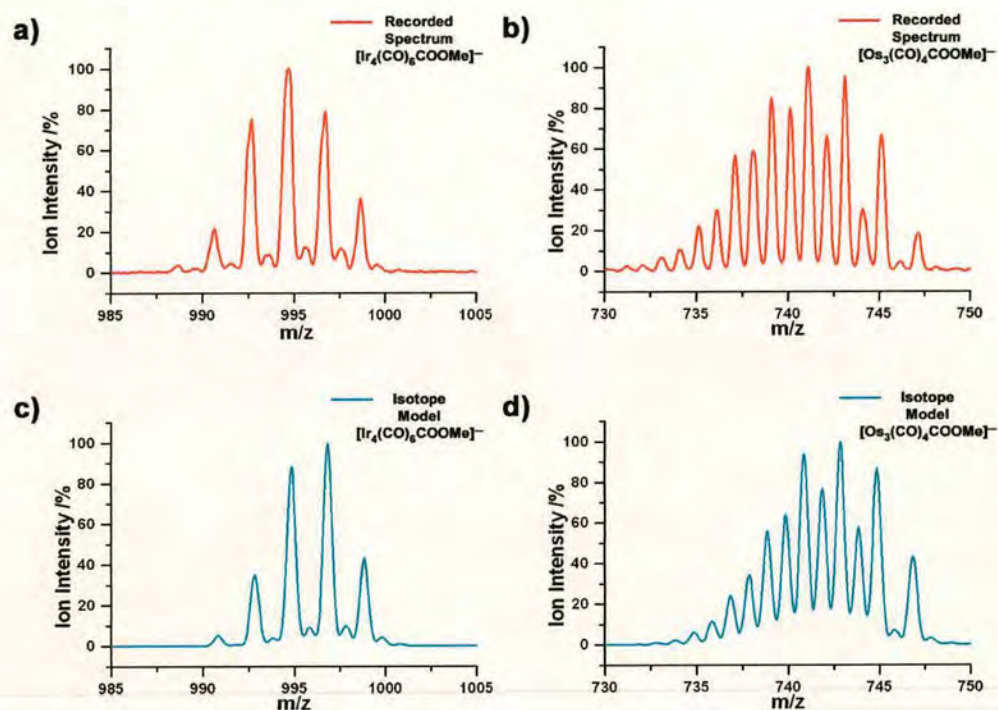 a)
Recorded
Spectrum
[Ir₄(CO)₆COOMe]⁻
Ion Intensity /%
100
80
60
40
20
0
985
990
995
1000
1005
m/z
b)
Recorded
Spectrum
[Os₃(CO)₄COOMe]⁻
Ion Intensity /%
100
80
60
40
20
0
730
735
740
745
750
m/z
c)
Isotope
Model
[Ir₄(CO)₆COOMe]⁻
Ion Intensity /%
100
80
60
40
20
0
985
990
995
1000
1005
m/z
d)
Isotope
Model
[Os₃(CO)₄COOMe]⁻
Ion Intensity /%
100
80
60
40
20
0
730
735
740
745
750
m/z